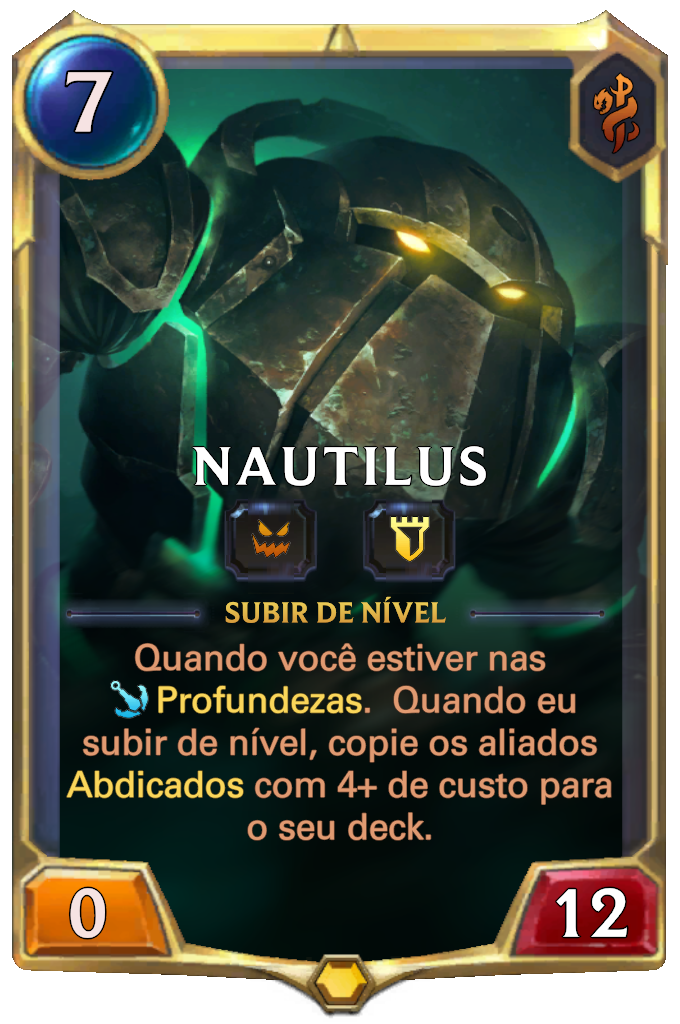 7
NAUTILUS
SUBIR DE NÍVEL
Quando você estiver nas
Profundezas. Quando eu
subir de nível, copie os aliados
Abdicados com 4+ de custo para
o seu deck.
0
12